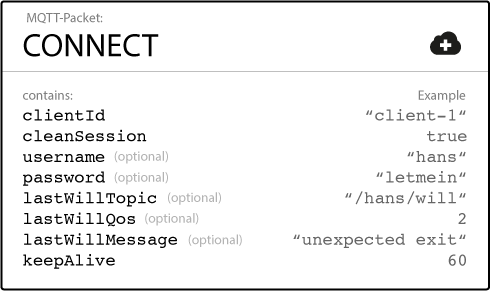 MQTT-Packet:
CONNECT
contains: Example
clientId “client-1“
cleanSession true
username (optional) “hans“
password (optional) “letmein“
lastWillTopic (optional) “/hans/will“
lastWillQos (optional) 2
lastWillMessage (optional) “unexpected exit“
keepAlive 60